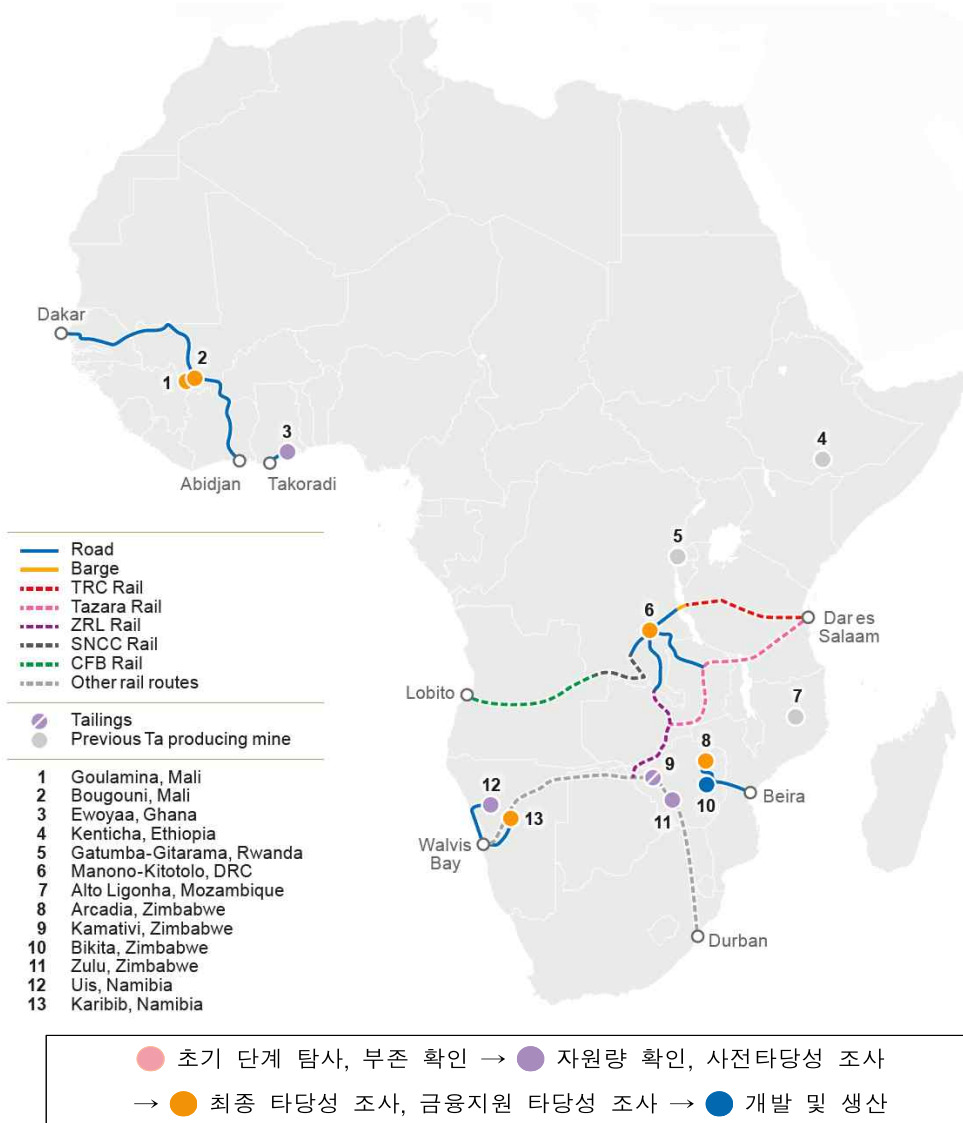 Dakar
2
1
3
Abidjan
Takoradi
4
5
6
Dar es
Salaam
Lobito
7
8
9
10
11
Beira
12
13
Walvis
Bay
Durban
Road
Barge
TRC Rail
Tazara Rail
ZRL Rail
SNCC Rail
CFB Rail
Other rail routes
Tailings
Previous Ta producing mine
1 Goulamina, Mali
2 Bougouni, Mali
3 Ewoyaa, Ghana
4 Kenticha, Ethiopia
5 Gatumba-Gitarama, Rwanda
6 Manono-Kitotolo, DRC
7 Alto Ligonha, Mozambique
8 Arcadia, Zimbabwe
9 Kamativi, Zimbabwe
10 Bikita, Zimbabwe
11 Zulu, Zimbabwe
12 Uis, Namibia
13 Karibib, Namibia
초기 단계 탐사, 부존 확인 → 자원량 확인, 사전타당성 조사
→ 최종 타당성 조사, 금융지원 타당성 조사 → 개발 및 생산